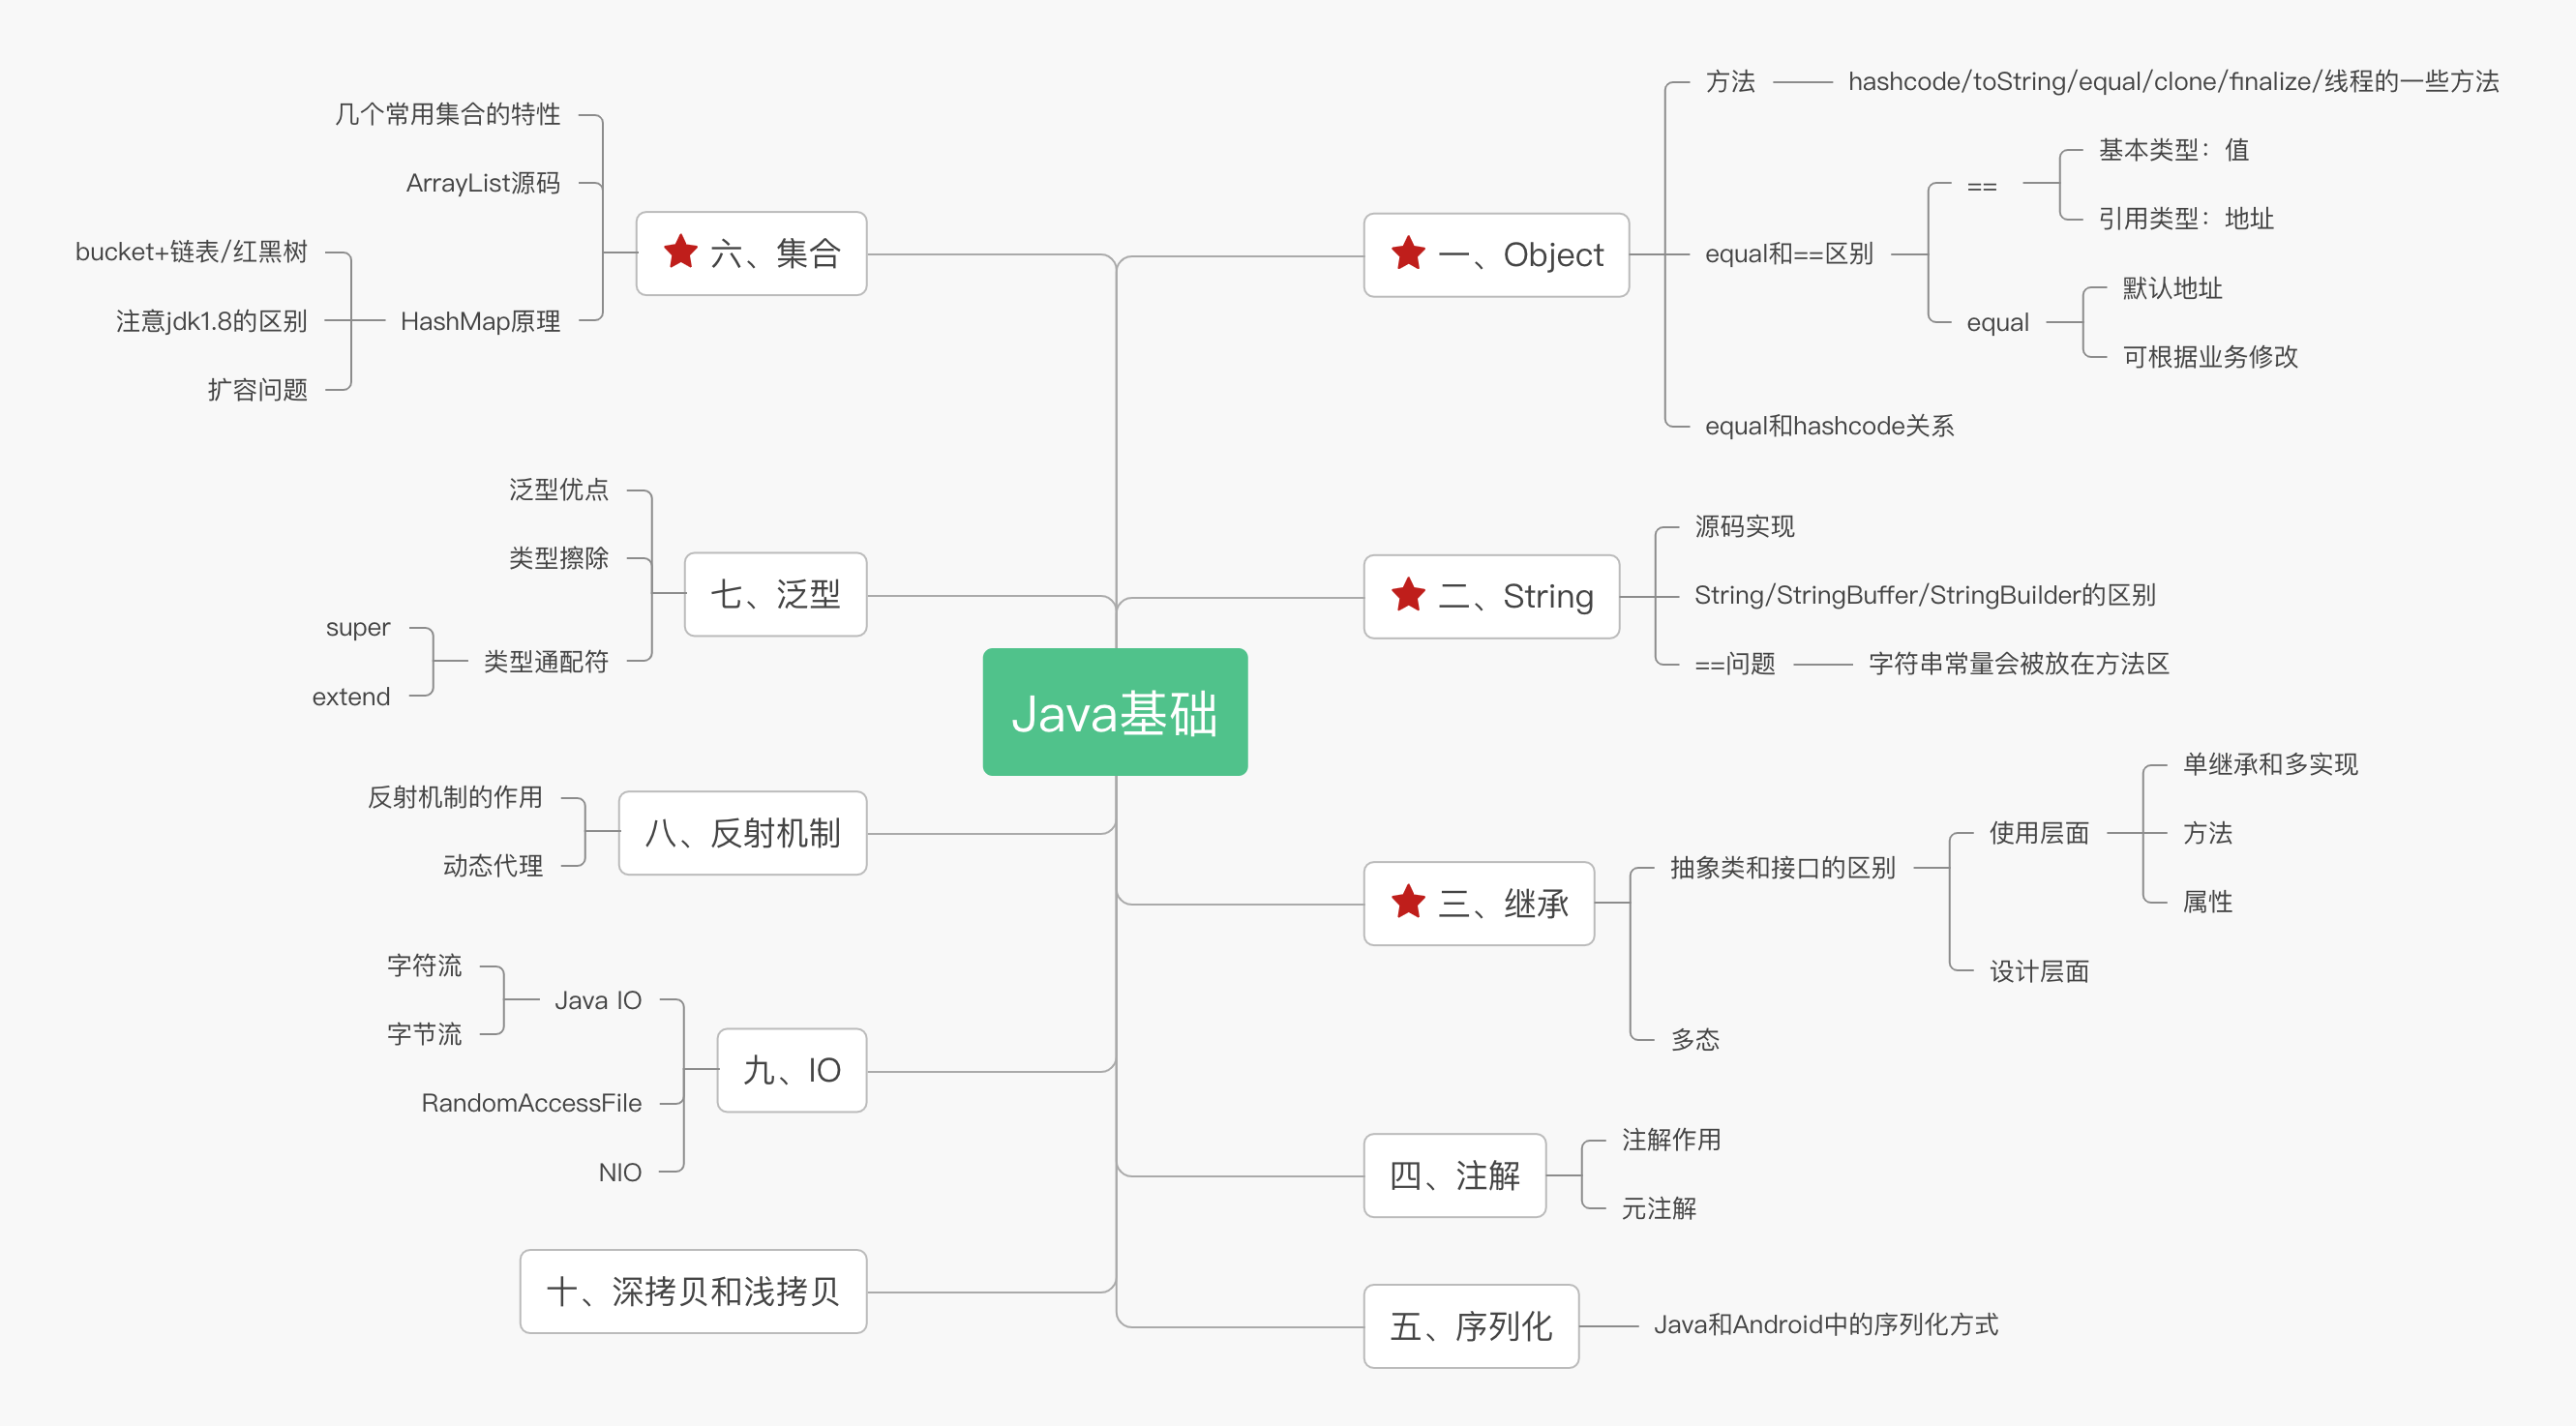 Java基础
一、Object
方法
hashcode/toString/equal/clone/finalize/线程的一些方法
equal和==区别
==
基本类型：值
引用类型：地址
equal
默认地址
可根据业务修改
equal和hashcode关系
二、String
源码实现
String/StringBuffer/StringBuilder的区别
==问题
字符串常量会被放在方法区
三、继承
抽象类和接口的区别
使用层面
单继承和多实现
方法
属性
设计层面
多态
四、注解
注解作用
元注解
五、序列化
Java和Android中的序列化方式
六、集合
几个常用集合的特性
ArrayList源码
HashMap原理
bucket+链表/红黑树
注意jdk1.8的区别
扩容问题
七、泛型
泛型优点
类型擦除
类型通配符
super
extend
八、反射机制
反射机制的作用
动态代理
九、IO
Java IO
字符流
字节流
RandomAccessFile
NIO
十、深拷贝和浅拷贝